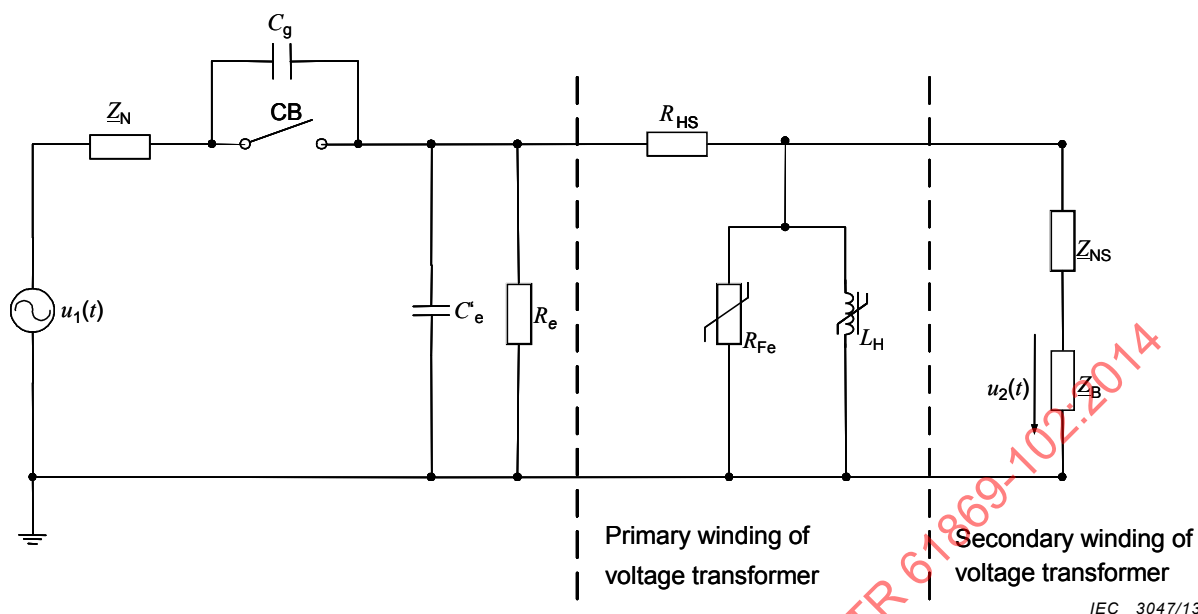 Cg
CB
ZN
RHS
u1(t)
C“e
Re
RFe
LH
ZNS
u2(t)
ZB
TR 61869-102:2014
Primary winding of
voltage transformer
Secondary winding of
voltage transformer
IEC 3047/13